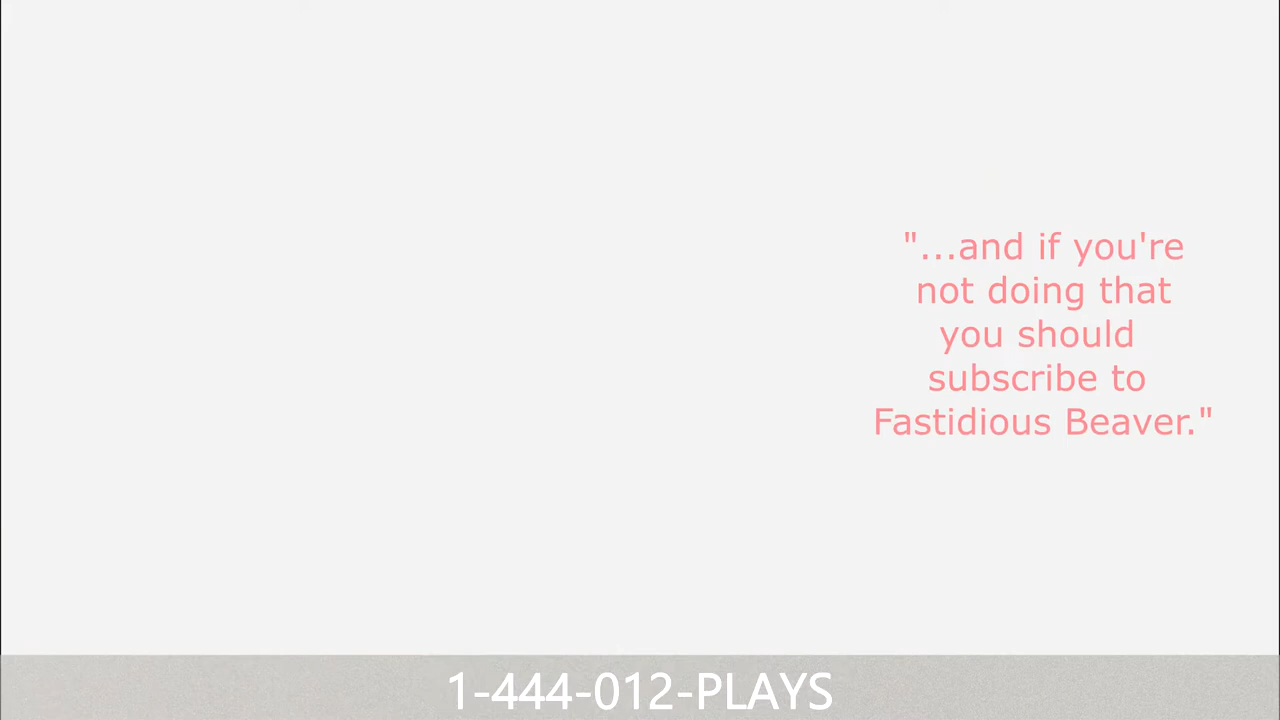 "...and if you're
not doing that
you should
subscribe to
Fastidious Beaver."
1-444-012-PLAYS